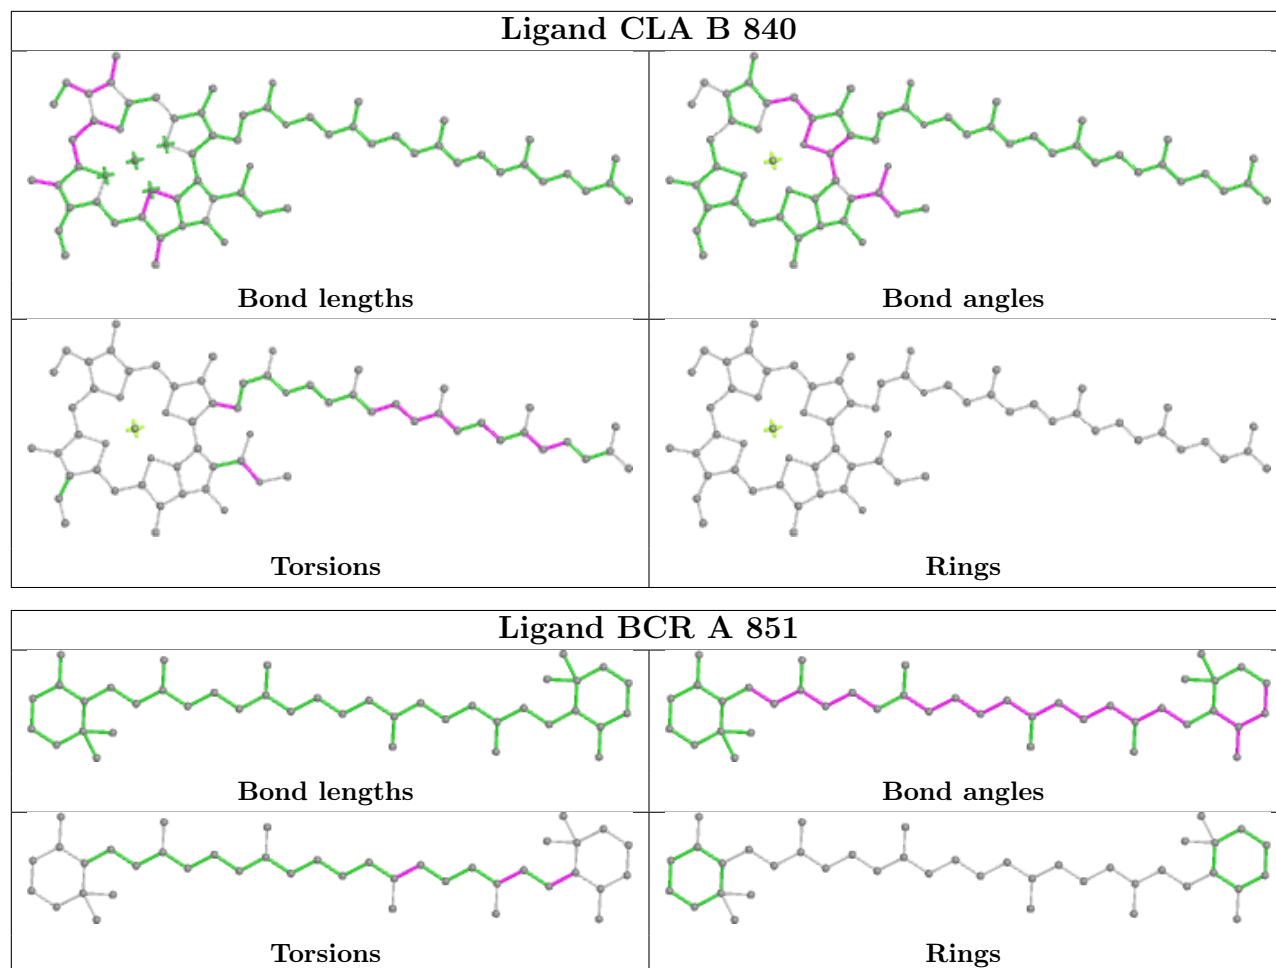 Ligand CLA B 840
Bond lengths
Bond angles
Torsions
Rings
Ligand BCR A 851
Bond lengths
Bond angles
Torsions
Rings